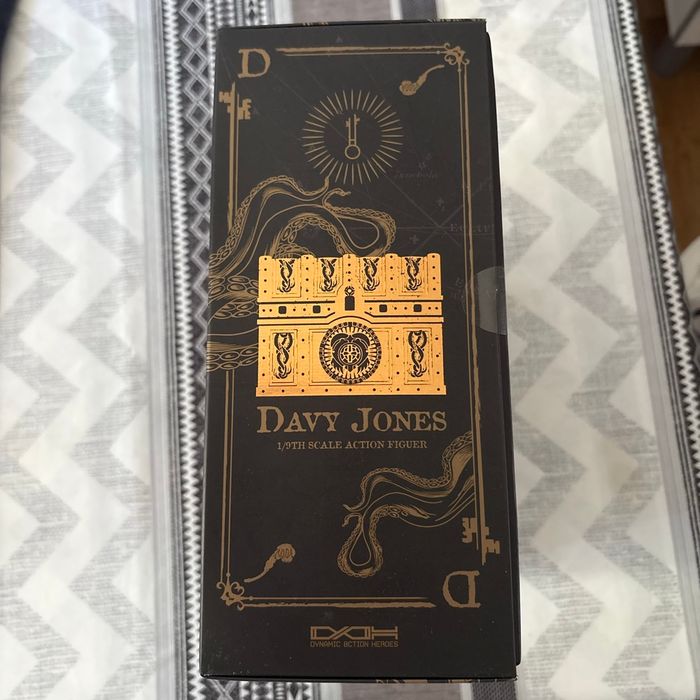 D
DAVY JONES
1/9TH SCALE ACTION FIGUER
D
DAH
DYNAMIC ACTION HEROES